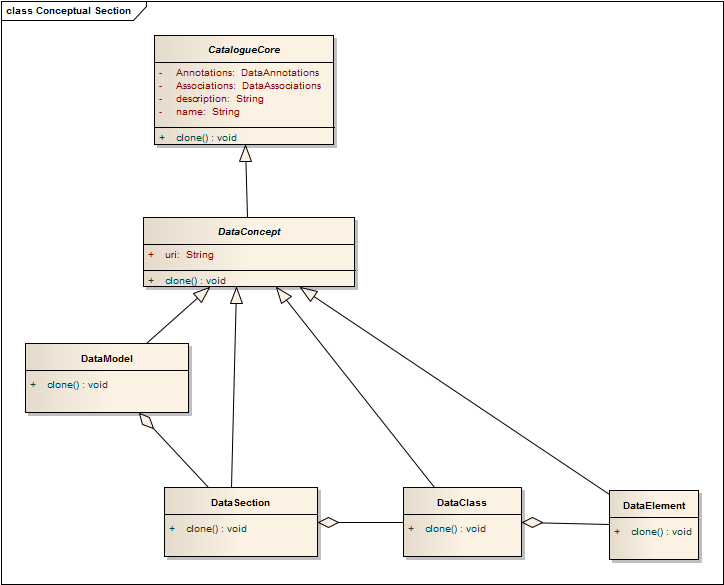 class Conceptual Section
CatalogueCore
- Annotations: DataAnnotations
- Associations: DataAssociations
- description: String
- name: String
+ clone() : void
DataConcept
+ uri: String
+ clone() : void
DataModel
+ clone() : void
DataSection
+ clone() : void
DataClass
+ clone() : void
DataElement
+ clone() : void